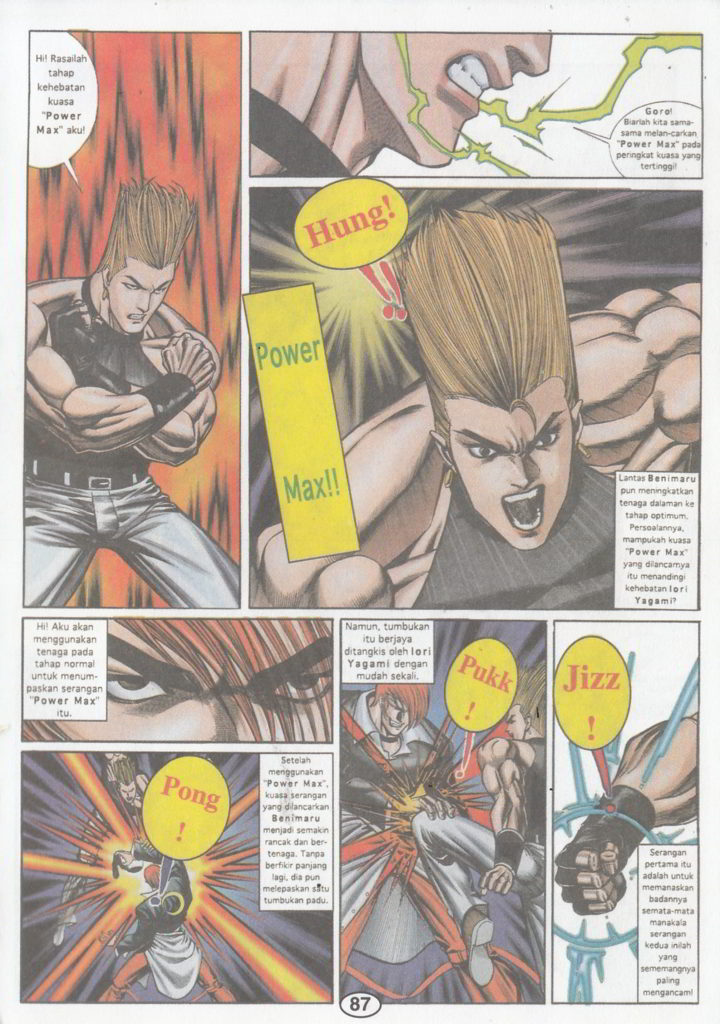 Hi! Rasailah
tahap
kehebatan
kuasa
"Power
Max" aku!
Goro!
Biarlah kita sama-
sama melan-carkan
"Power Max" pada
peringkat kuasa yang
tertinggi!
Hung!
!!
Power
Max!!
Lantas Benimaru
pun meningkatkan
tenaga dalaman ke
tahap optimum.
Persoalannya,
mampukah kuasa
"Power Max"
yang dilancarnya
itu menandingi
kehebatan Iori
Yagami?
Hi! Aku akan
menggunakan
tenaga pada
tahap normal
untuk menum-
paskan serangan
"Power Max"
itu.
Setelah
menggunakan
"Power Max",
kuasa serangan
yang dilancarkan
Benimaru
menjadi semakin
rancak dan ber-
tenaga. Tanpa
berfikir panjang
lagi, dia pun
melepaskan satu
tumbukan padu.
Pong
!
Namun, tumbukan
itu berjaya
ditangkis oleh Iori
Yagami dengan
mudah sekali.
Pukk
!
Jizz
!
Serangan
pertama itu
adalah untuk
memanaskan
badannya
semata-mata
manakala
serangan
kedua inilah
yang
sememangnya
paling
mengancam!
87